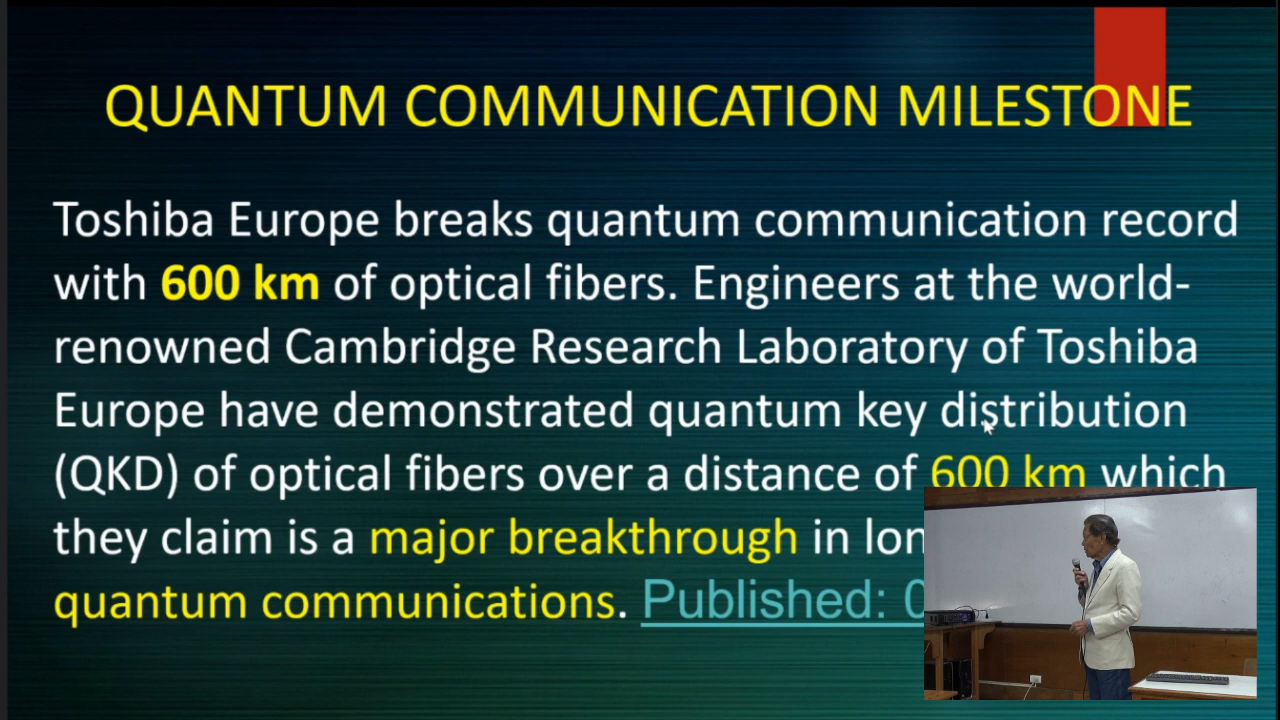 QUANTUM COMMUNICATION MILESTONE
Toshiba Europe breaks quantum communication record
with 600 km of optical fibers. Engineers at the world-
renowned Cambridge Research Laboratory of Toshiba
Europe have demonstrated quantum key distribution
(QKD) of optical fibers over a distance of 600 km which
they claim is a major breakthrough in
quantum communications. Published: